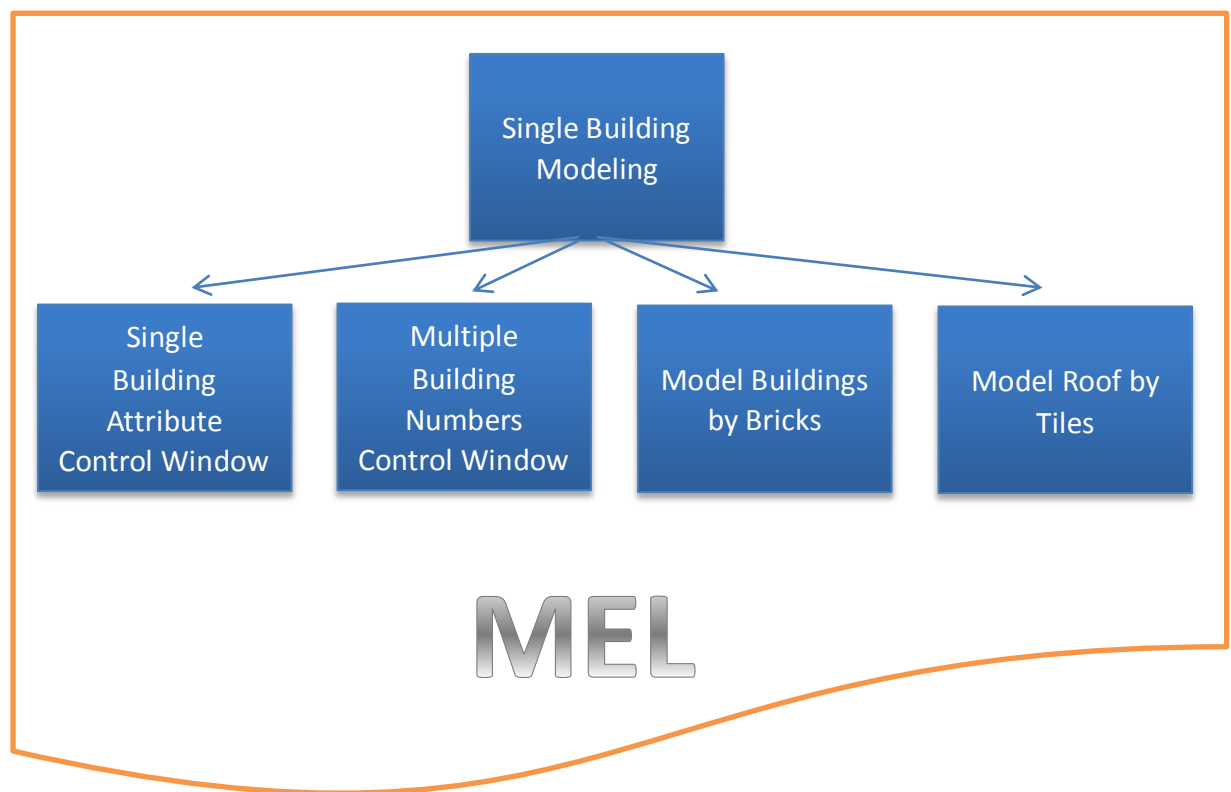 Single Building
Modeling
Single
Building
Attribute
Control Window
Multiple
Building
Numbers
Control Window
Model Buildings
by Bricks
Model Roof by
Tiles
MEL